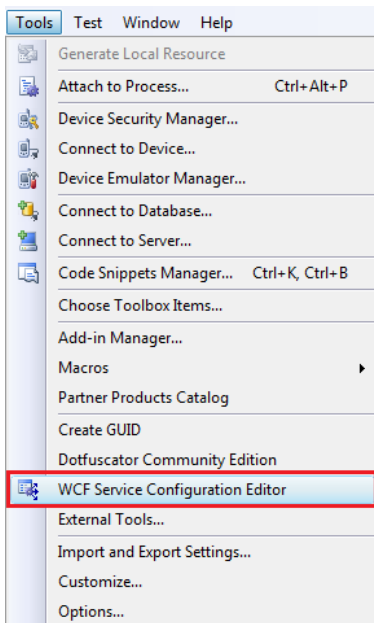 Tools Test Window Help
Generate Local Resource
Attach to Process... Ctrl+Alt+P
Device Security Manager...
Connect to Device...
Device Emulator Manager...
Connect to Database...
Connect to Server...
Code Snippets Manager... Ctrl+K, Ctrl+B
Choose Toolbox Items...
Add-in Manager...
Macros
Partner Products Catalog
Create GUID
Dotfuscator Community Edition
WCF Service Configuration Editor
External Tools...
Import and Export Settings...
Customize...
Options...